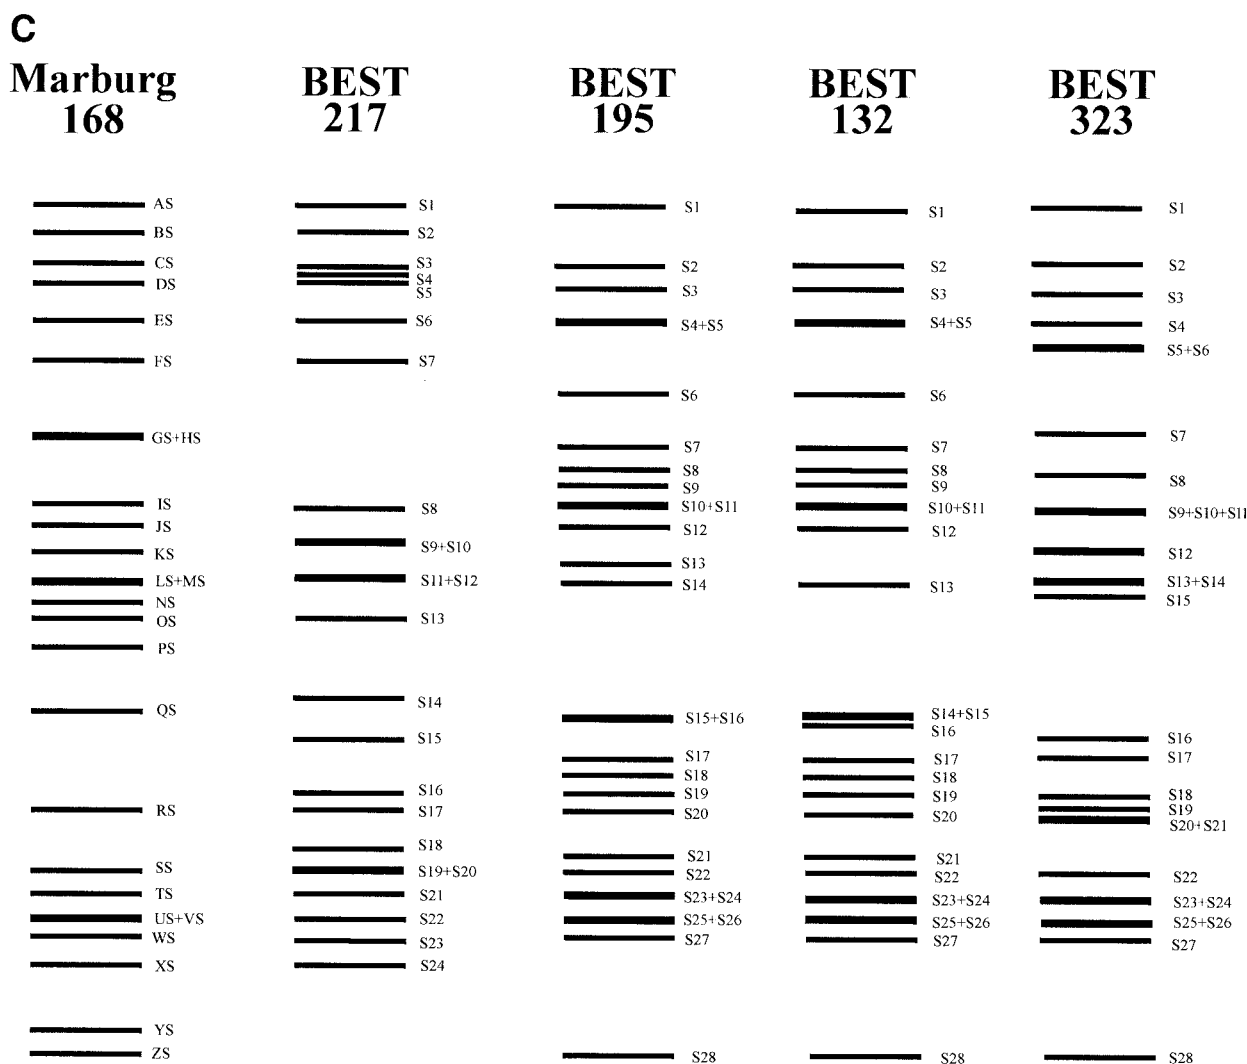 C
Marburg 168
BEST 217
BEST 195
BEST 132
BEST 323
AS
BS
CS
DS
ES
FS
GS+HS
IS
JS
KS
LS+MS
NS
OS
PS
QS
RS
SS
TS
US+VS
WS
XS
YS
ZS
S1
S2
S3
S4
S5
S6
S7
S8
S9+S10
S11+S12
S13
S14
S15
S16
S17
S18
S19+S20
S21
S22
S23
S24
S1
S2
S3
S4+S5
S6
S7
S8
S9
S10+S11
S12
S13
S14
S15+S16
S17
S18
S19
S20
S21
S22
S23+S24
S25+S26
S27
S28
S1
S2
S3
S4+S5
S6
S7
S8
S9
S10+S11
S12
S13
S14+S15
S16
S17
S18
S19
S20
S21
S22
S23+S24
S25+S26
S27
S28
S1
S2
S3
S4
S5+S6
S7
S8
S9+S10+S11
S12
S13+S14
S15
S16
S17
S18
S19
S20+S21
S22
S23+S24
S25+S26
S27
S28